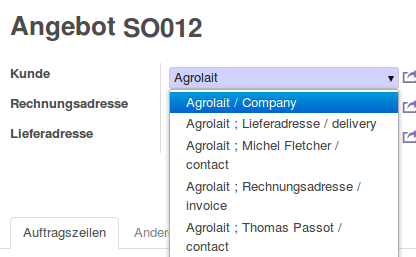 Angebot SO012
Kunde
Agrolait
Rechnungsadresse
Agrolait / Company
Lieferadresse
Agrolait ; Lieferadresse / delivery
Agrolait ; Michel Fletcher /
contact
Agrolait ; Rechnungsadresse /
invoice
Agrolait ; Thomas Passot /
contact
Auftragszeilen
Andere